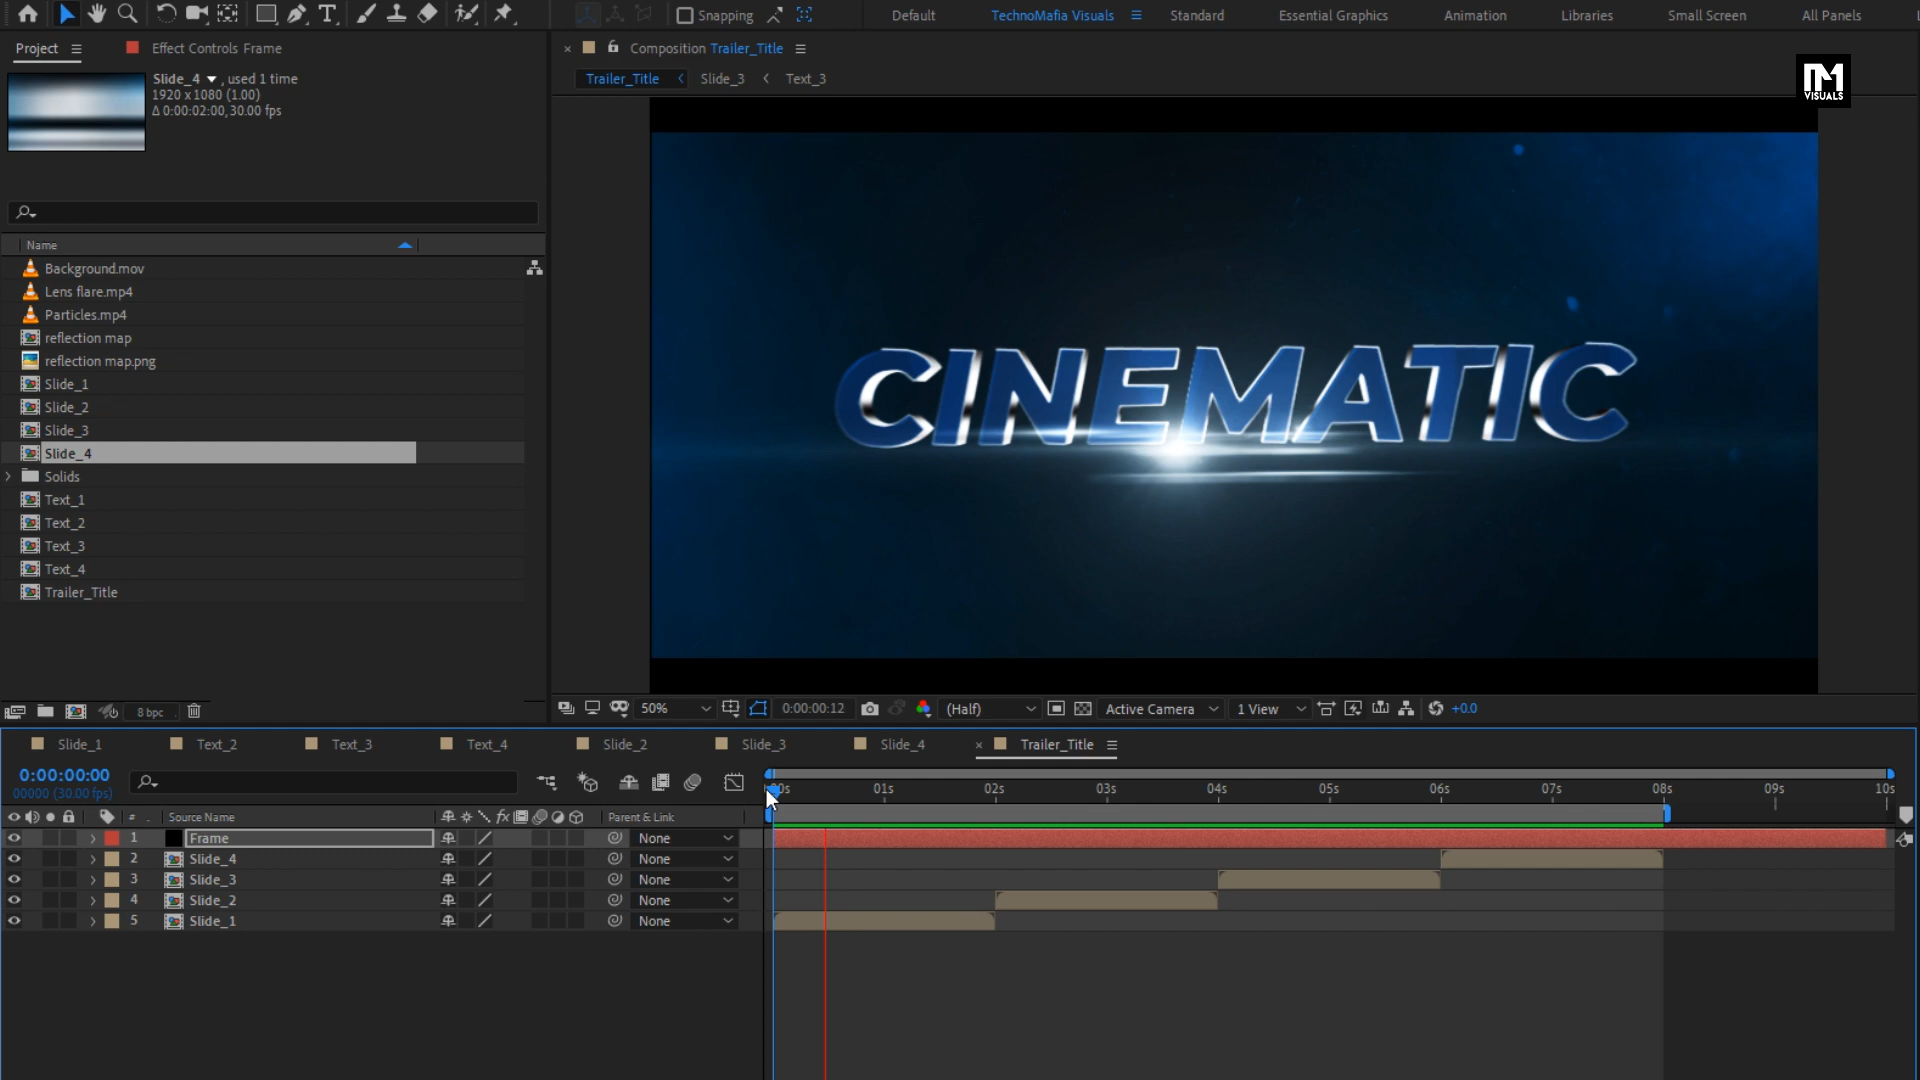 Snapping
Default
TechnoMafia Visuals
Standard
Essential Graphics
Animation
Libraries
Small Screen
All Panels
Project
Effect Controls Frame
Slide_4 , used 1 time
1920 x 1080 (1.00)
Δ 0:00:02:00, 30.00 fps
Composition Trailer_Title
Trailer_Title
Slide_3
Text_3
VISUALS
Name
Background.mov
Lens flare.mp4
Particles.mp4
reflection map
reflection map.png
Slide_1
Slide_2
Slide_3
Slide_4
Solids
Text_1
Text_2
Text_3
Text_4
Trailer_Title
CINEMATIC
8 bpc
50%
0:00:00:12
(Half)
Active Camera
1 View
+0.0
Slide_1
Text_2
Text_3
Text_4
Slide_2
Slide_3
Slide_4
Trailer_Title
0:00:00:00
00000 (30.00 fps)
00s 01s 02s 03s 04s 05s 06s 07s 08s 09s 10s
# Source Name fx Parent & Link
1 Frame None
2 Slide_4 None
3 Slide_3 None
4 Slide_2 None
5 Slide_1 None